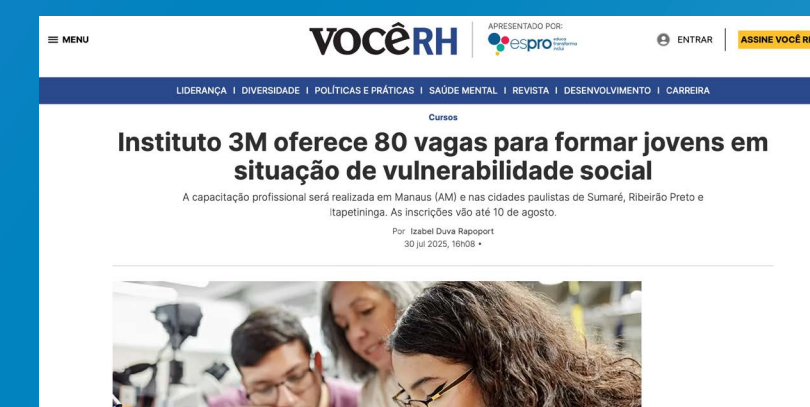 MENU
VOCÊRH
APRESENTADO POR:
espro educa transforma inclui
ENTRAR
ASSINE VOCÊ RH
LIDERANÇA I DIVERSIDADE I POLÍTICAS E PRÁTICAS I SAÚDE MENTAL I REVISTA I DESENVOLVIMENTO I CARREIRA
Cursos
Instituto 3M oferece 80 vagas para formar jovens em
situação de vulnerabilidade social
A capacitação profissional será realizada em Manaus (AM) e nas cidades paulistas de Sumaré, Ribeirão Preto e
Itapetininga. As inscrições vão até 10 de agosto.
Por Izabel Duva Rapoport
30 jul 2025, 16h08 •